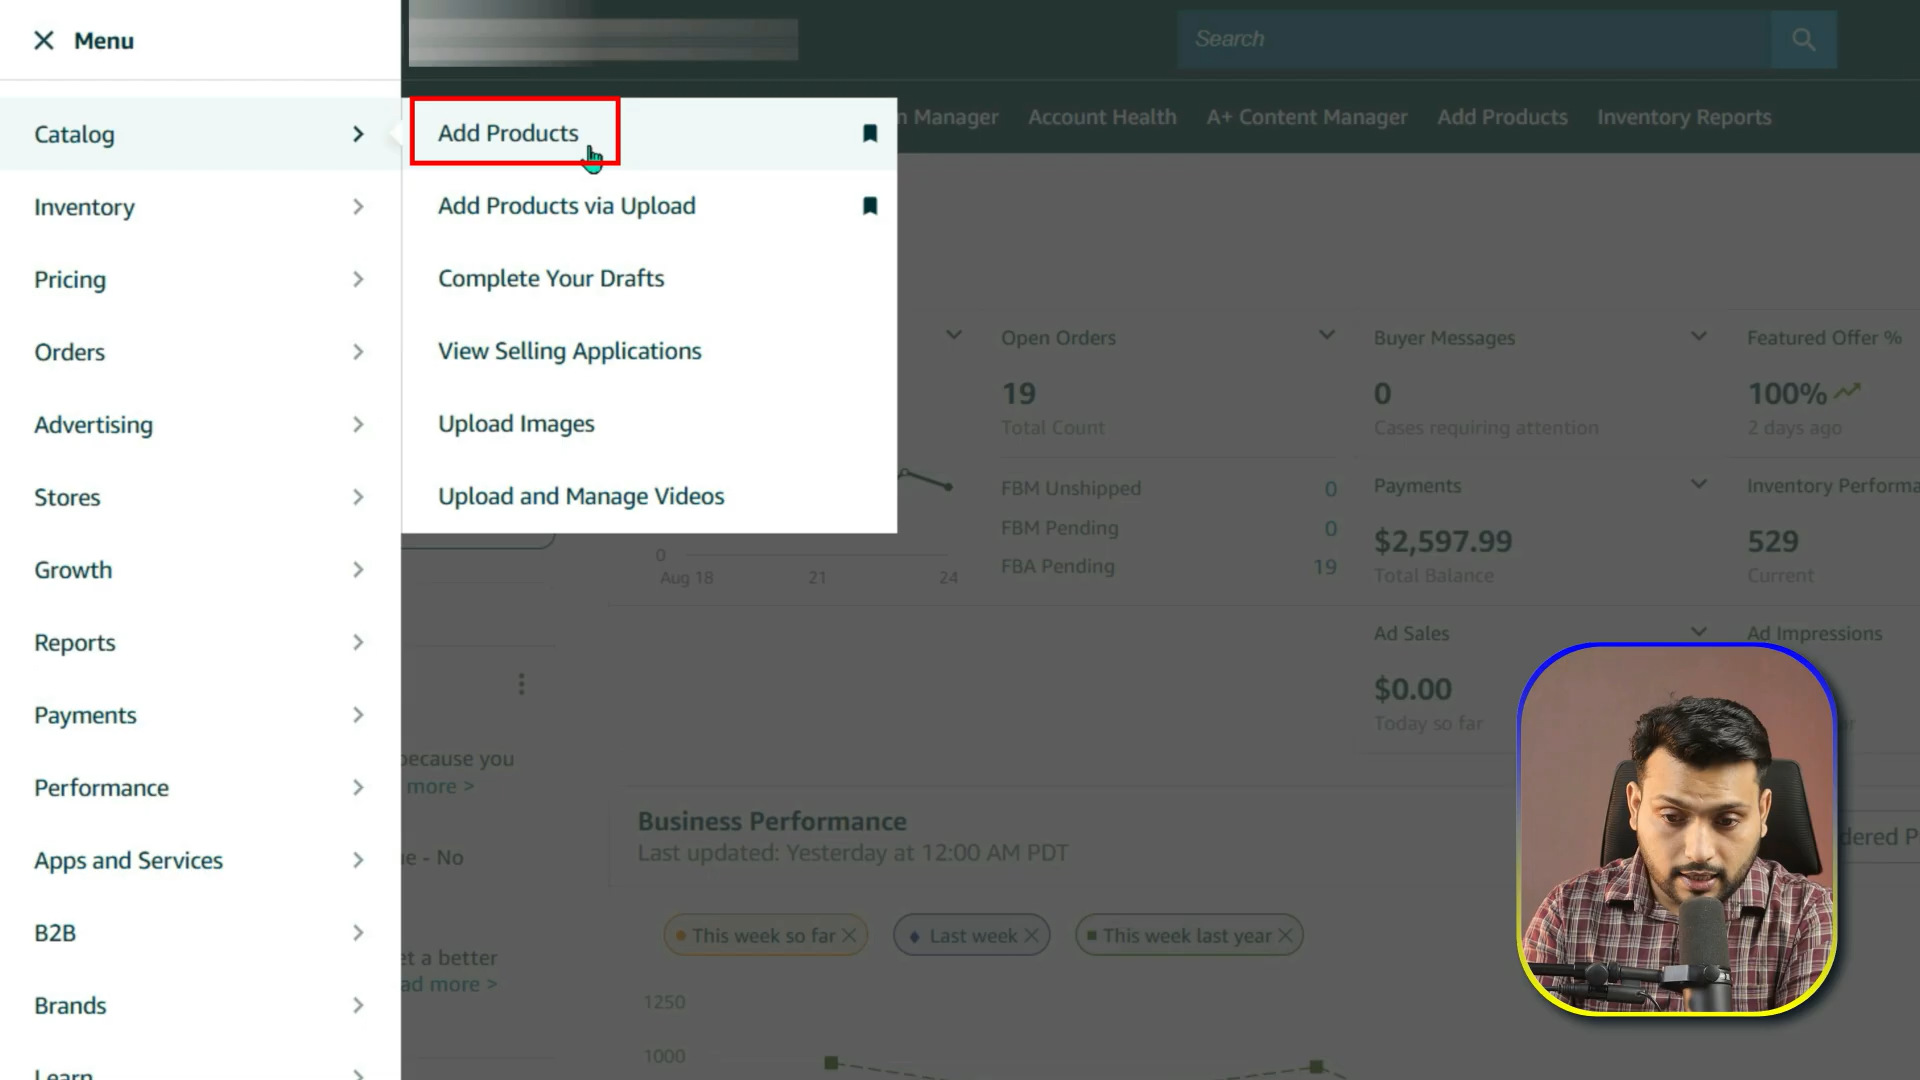 Menu
Search
n Manager
Account Health
A+ Content Manager
Add Products
Inventory Reports
Catalog
Inventory
Pricing
Orders
Advertising
Stores
Growth
Reports
Payments
Performance
Apps and Services
B2B
Brands
Learn
Add Products
Add Products via Upload
Complete Your Drafts
View Selling Applications
Upload Images
Upload and Manage Videos
Open Orders
19
Total Count
FBM Unshipped 0
FBM Pending 0
FBA Pending 19
Buyer Messages
0
Cases requiring attention
Featured Offer %
100%
2 days ago
Payments
$2,597.99
Total Balance
Inventory Performa
529
Current
Ad Sales
$0.00
Today so far
Ad Impressions
0
Aug 18 21 24
because you
more >
e - No
et a better
ad more >
Business Performance
Last updated: Yesterday at 12:00 AM PDT
dered P
This week so far
Last week
This week last year
1250
1000